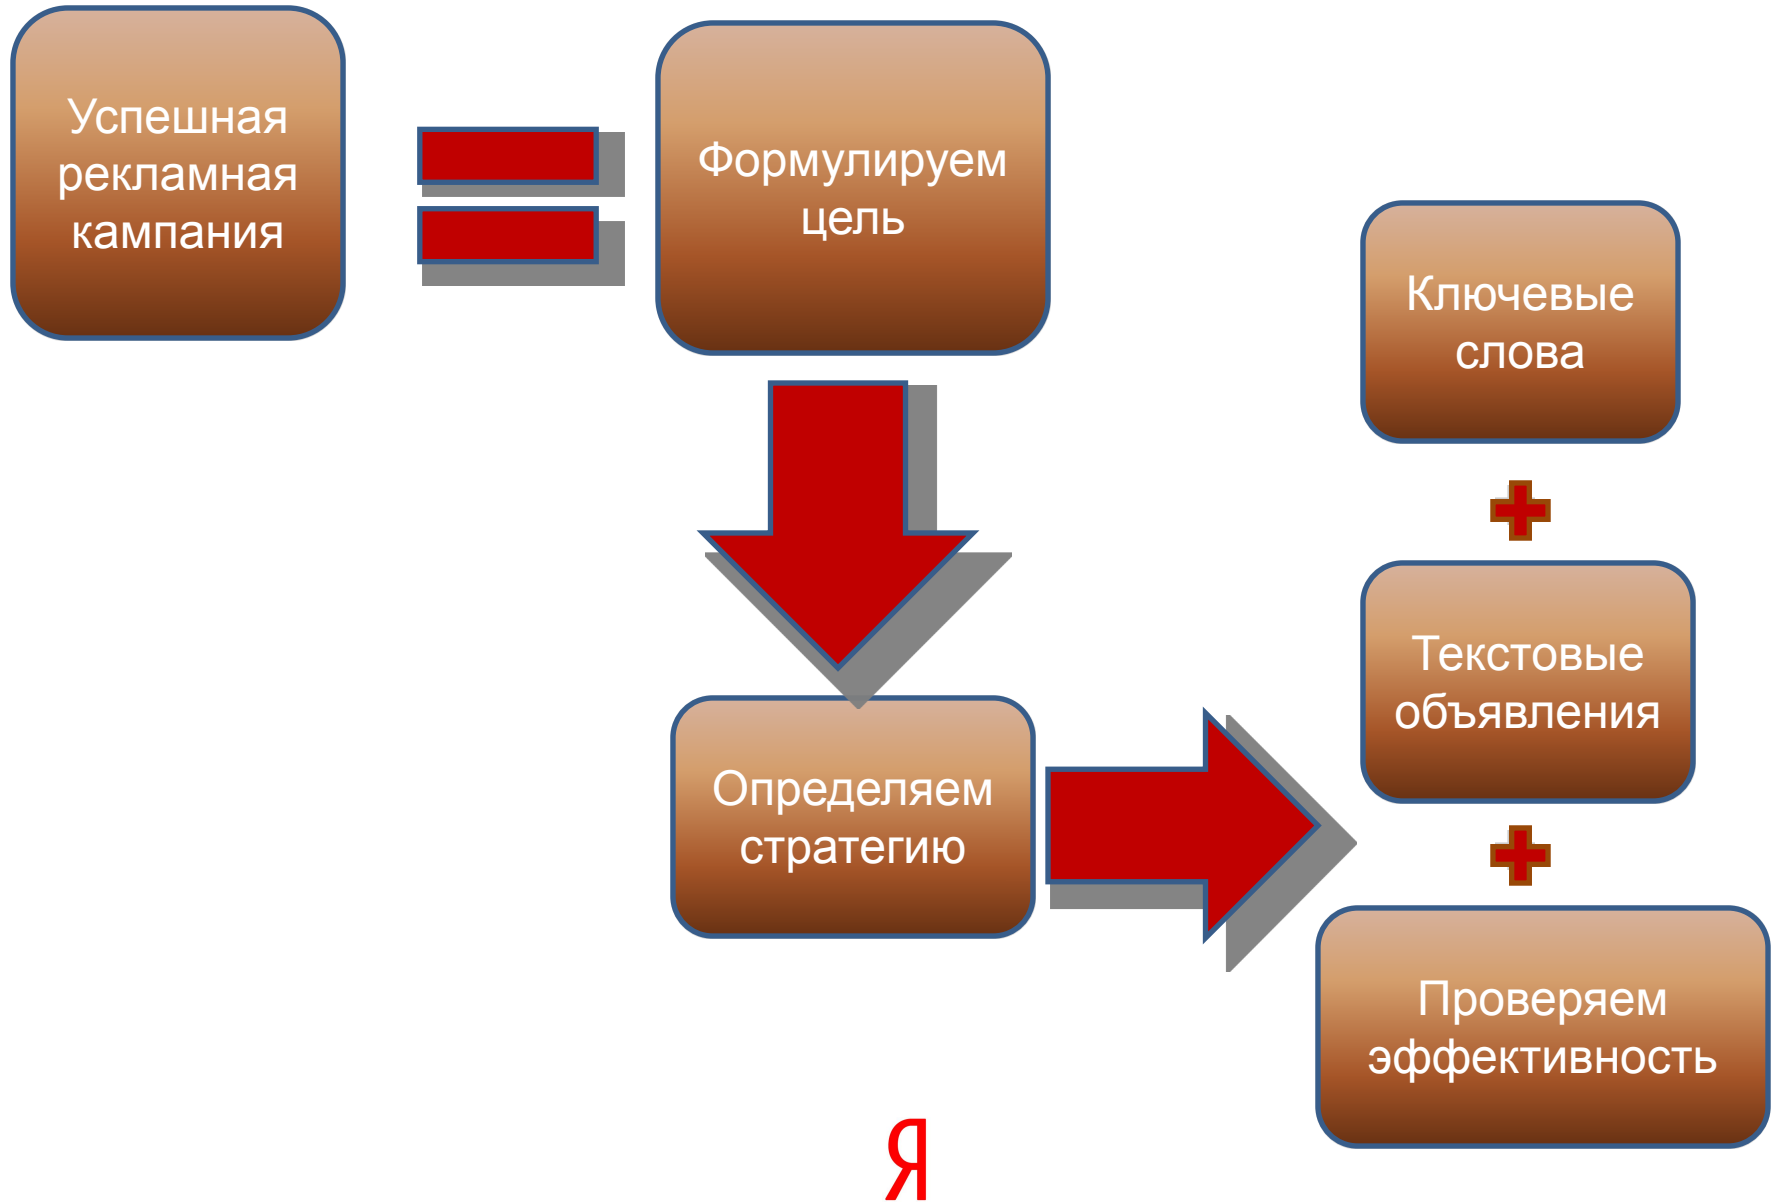 Успешная
рекламная
кампания
Формулируем
цель
Ключевые
слова
Текстовые
объявления
Определяем
стратегию
Проверяем
эффективность
Я